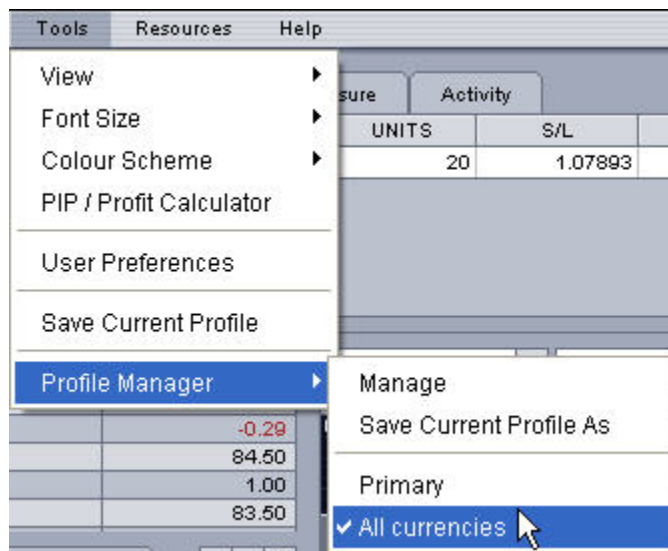 Tools Resources Help
View
sure Activity
Font Size
UNITS S/L
20 1.07893
Colour Scheme
PIP / Profit Calculator
User Preferences
Save Current Profile
Profile Manager
Manage
Save Current Profile As
-0.29
84.50
1.00
83.50
Primary
All currencies